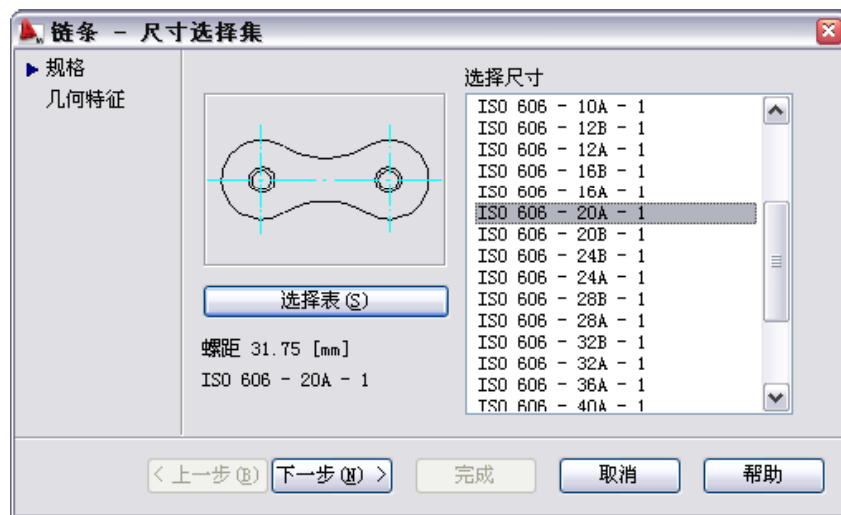 链条 - 尺寸选择集
规格
几何特征
选择尺寸
ISO 606 - 10A - 1
ISO 606 - 12B - 1
ISO 606 - 12A - 1
ISO 606 - 16B - 1
ISO 606 - 16A - 1
ISO 606 - 20A - 1
ISO 606 - 20B - 1
ISO 606 - 24B - 1
ISO 606 - 24A - 1
ISO 606 - 28B - 1
ISO 606 - 28A - 1
ISO 606 - 32B - 1
ISO 606 - 32A - 1
ISO 606 - 36A - 1
ISO 606 - 40A - 1
选择表(S)
螺距 31.75 [mm]
ISO 606 - 20A - 1
< 上一步(B) 下一步(N) > 完成 取消 帮助